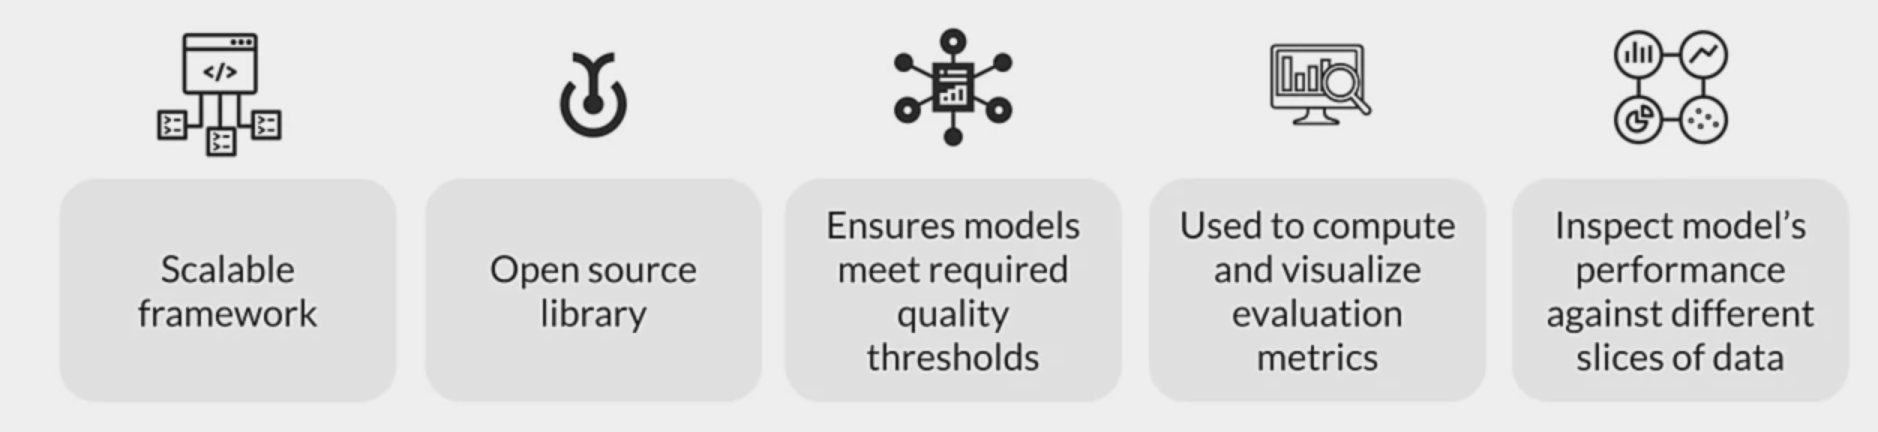 Scalable
framework
Open source
library
Ensures models
meet required
quality
thresholds
Used to compute
and visualize
evaluation
metrics
Inspect model's
performance
against different
slices of data